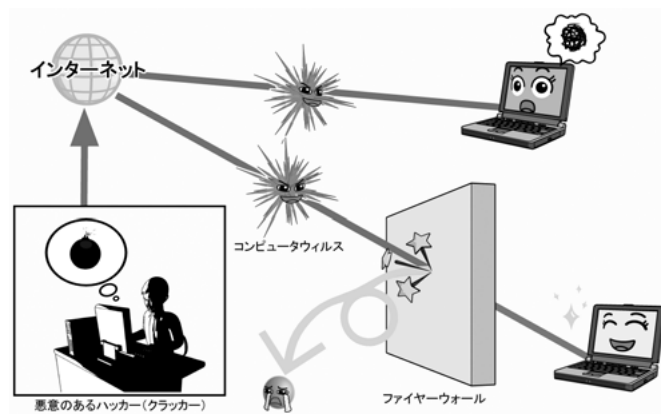 インターネット
コンピュータウィルス
ファイヤーウォール
悪意のあるハッカー(クラッカー)